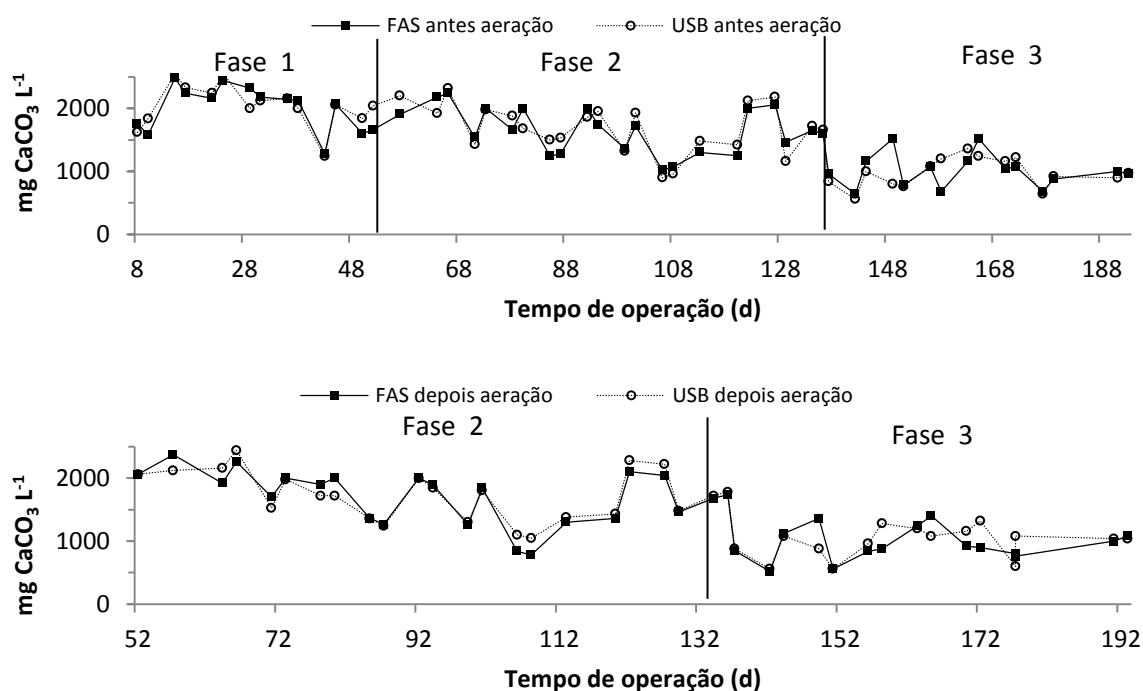 FAS antes aeração USB antes aeração
Fase 1 Fase 2 Fase 3
mg CaCO₃ L⁻¹
2000
1000
0
8 28 48 68 88 108 128 148 168 188
Tempo de operação (d)
FAS depois aeração USB depois aeração
Fase 2 Fase 3
mg CaCO₃ L⁻¹
2000
1000
0
52 72 92 112 132 152 172 192
Tempo de operação (d)